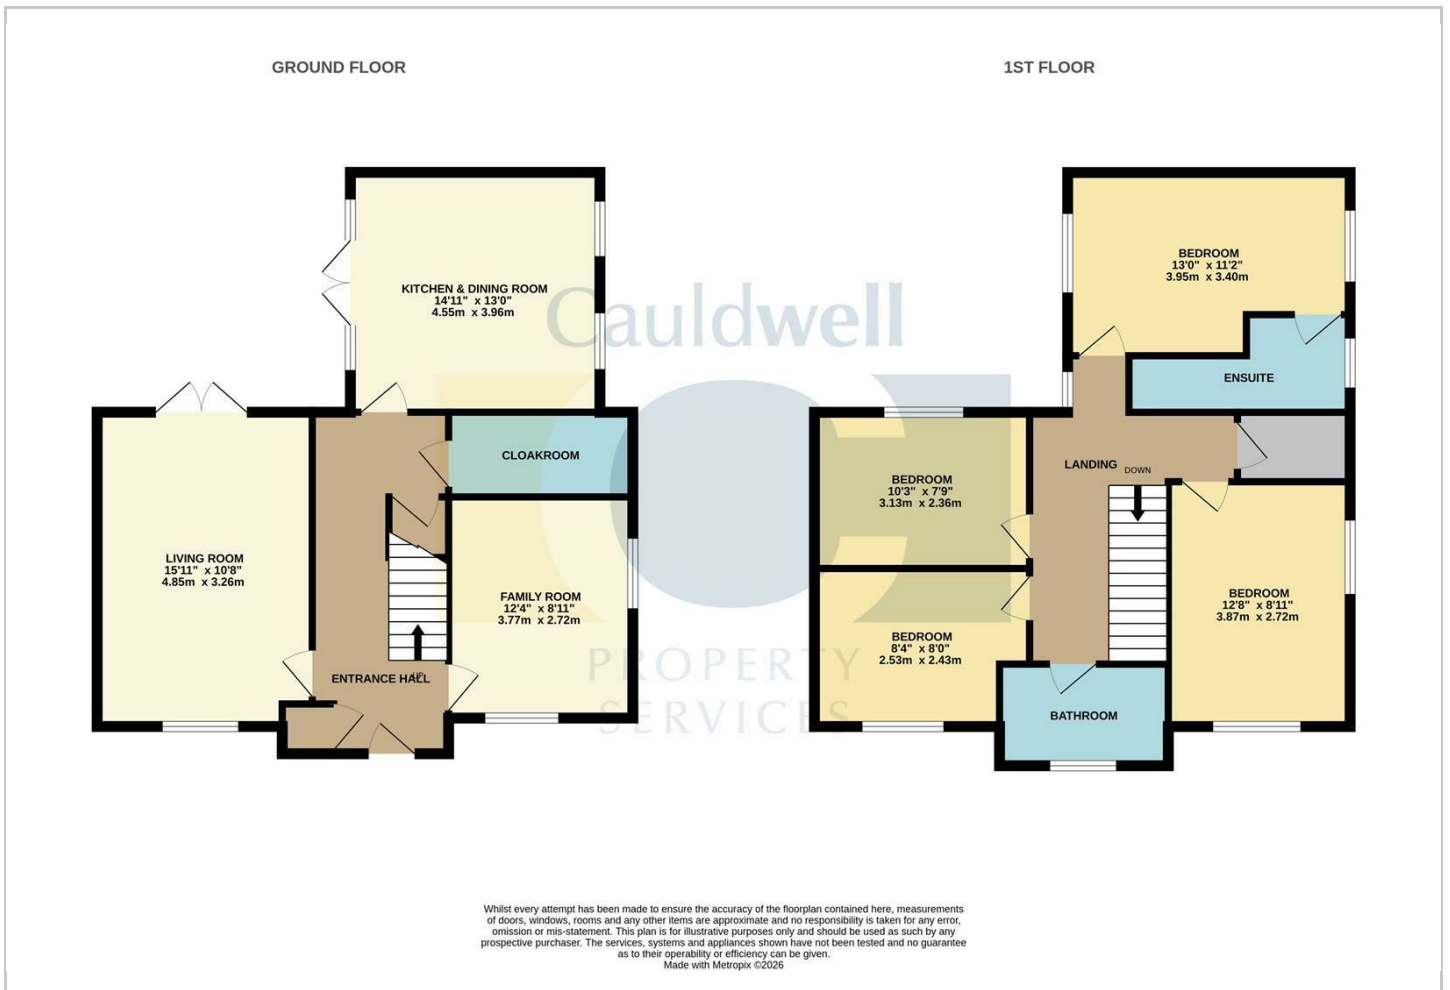 GROUND FLOOR
1ST FLOOR
KITCHEN & DINING ROOM
14'11" x 13'0"
4.55m x 3.96m
CLOAKROOM
LIVING ROOM
15'11" x 10'8"
4.85m x 3.26m
FAMILY ROOM
12'4" x 8'11"
3.77m x 2.72m
ENTRANCE HALL
UP
BEDROOM
13'0" x 11'2"
3.95m x 3.40m
ENSUITE
LANDING
DOWN
BEDROOM
10'3" x 7'9"
3.13m x 2.36m
BEDROOM
12'8" x 8'11"
3.87m x 2.72m
BEDROOM
8'4" x 8'0"
2.53m x 2.43m
BATHROOM
Cauldwell
PROPERTY
SERVICES
Whilst every attempt has been made to ensure the accuracy of the floorplan contained here, measurements
of doors, windows, rooms and any other items are approximate and no responsibility is taken for any error,
omission or mis-statement. This plan is for illustrative purposes only and should be used as such by any
prospective purchaser. The services, systems and appliances shown have not been tested and no guarantee
as to their operability or efficiency can be given.
Made with Metropix ©2026